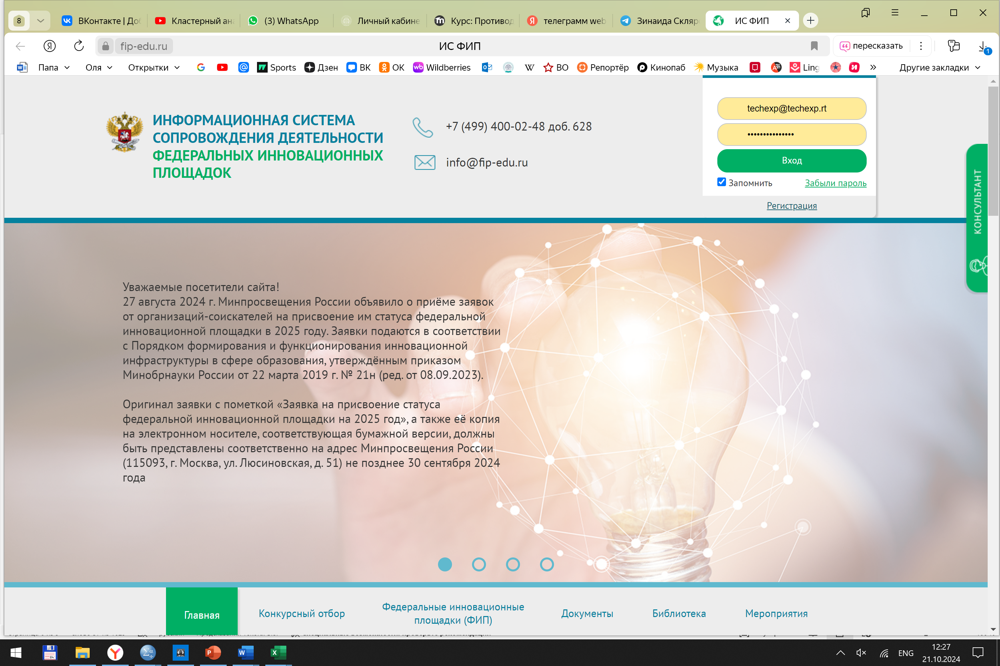 8
ВКонтакте | Доб
Кластерный ана
(3) WhatsApp
Личный кабине
Курс: Противод
телеграмм web
Зинаида Скляро
ИС ФИП
fip-edu.ru
ИС ФИП
пересказать
1
Папа
Оля
Открытки
Sports
Дзен
ВК
ОК
Wildberries
ВО
Репортёр
Кинопаб
Музыка
Ling
Другие закладки
ИНФОРМАЦИОННАЯ СИСТЕМА
СОПРОВОЖДЕНИЯ ДЕЯТЕЛЬНОСТИ
ФЕДЕРАЛЬНЫХ ИННОВАЦИОННЫХ
ПЛОЩАДОК
+7 (499) 400-02-48 доб. 628
info@fip-edu.ru
techexp@techexp.rt
Вход
Запомнить
Забыли пароль
Регистрация
КОНСУЛЬТАНТ
Уважаемые посетители сайта!
27 августа 2024 г. Минпросвещения России объявило о приёме заявок
от организаций-соискателей на присвоение им статуса федеральной
инновационной площадки в 2025 году. Заявки подаются в соответствии
с Порядком формирования и функционирования инновационной
инфраструктуры в сфере образования, утверждённым приказом
Минобрнауки России от 22 марта 2019 г. № 21н (ред. от 08.09.2023).
Оригинал заявки с пометкой «Заявка на присвоение статуса
федеральной инновационной площадки на 2025 год», а также её копия
на электронном носителе, соответствующая бумажной версии, должны
быть представлены соответственно на адрес Минпросвещения России
(115093, г. Москва, ул. Люсиновская, д. 51) не позднее 30 сентября 2024
года
Главная
Конкурсный отбор
Федеральные инновационные
площадки (ФИП)
Документы
Библиотека
Мероприятия
ENG
12:27
21.10.2024